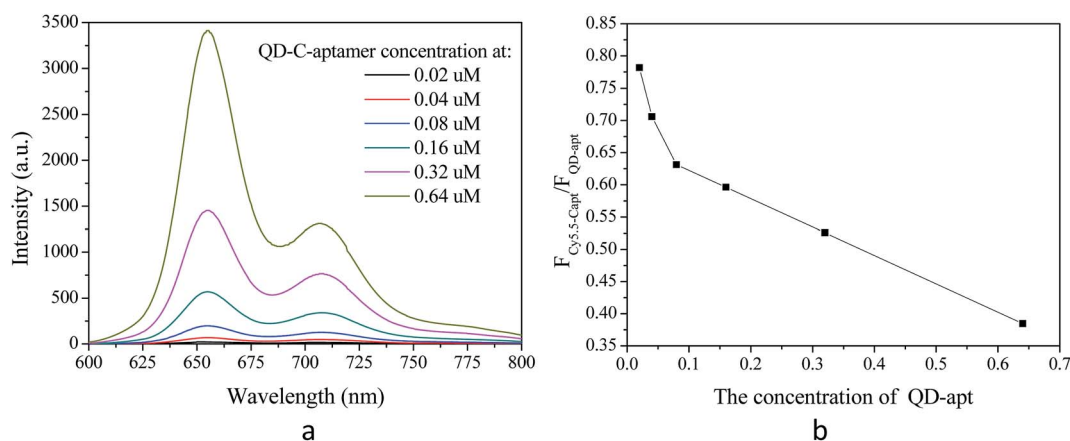 3500
3000
2500
2000
1500
1000
500
0
Intensity (a.u.)
QD-C-aptamer concentration at:
0.02 uM
0.04 uM
0.08 uM
0.16 uM
0.32 uM
0.64 uM
600 625 650 675 700 725 750 775 800
Wavelength (nm)
a
0.85
0.80
0.75
0.70
0.65
0.60
0.55
0.50
0.45
0.40
0.35
F Cy5.5-Capt/F QD-apt
0.0 0.1 0.2 0.3 0.4 0.5 0.6 0.7
The concentration of QD-apt
b